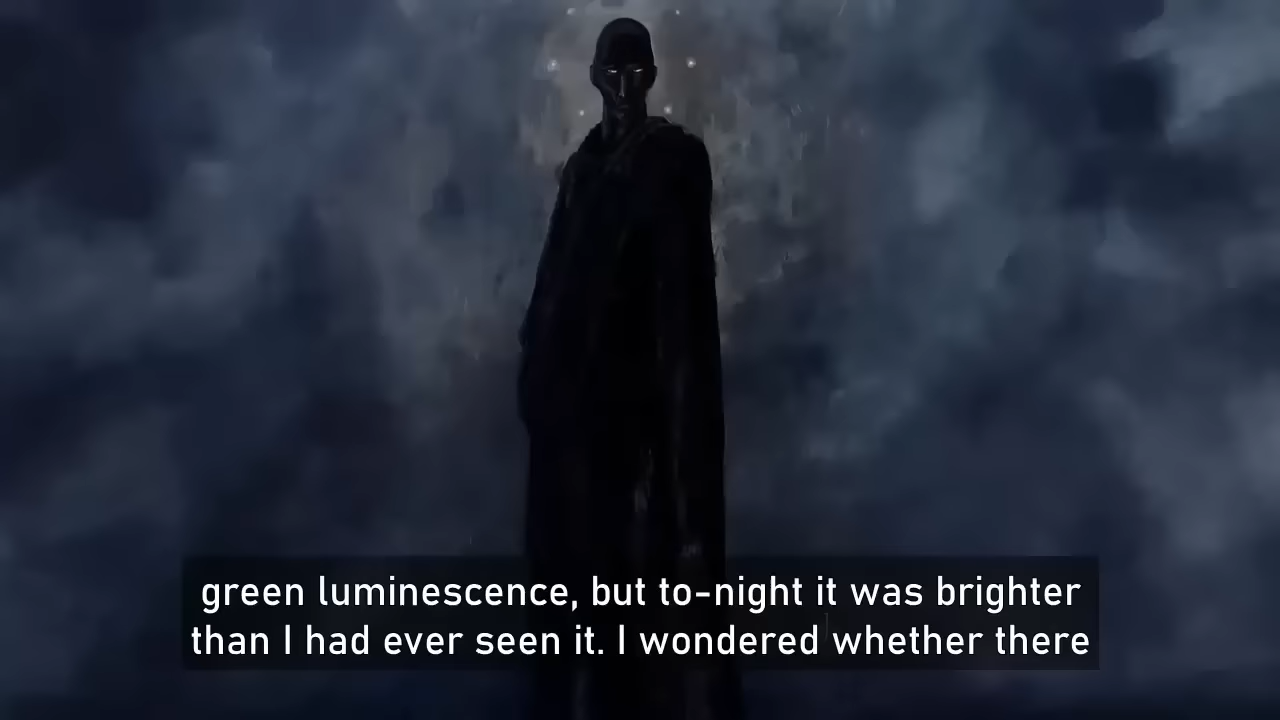 green luminescence, but to-night it was brighter
than I had ever seen it. I wondered whether there